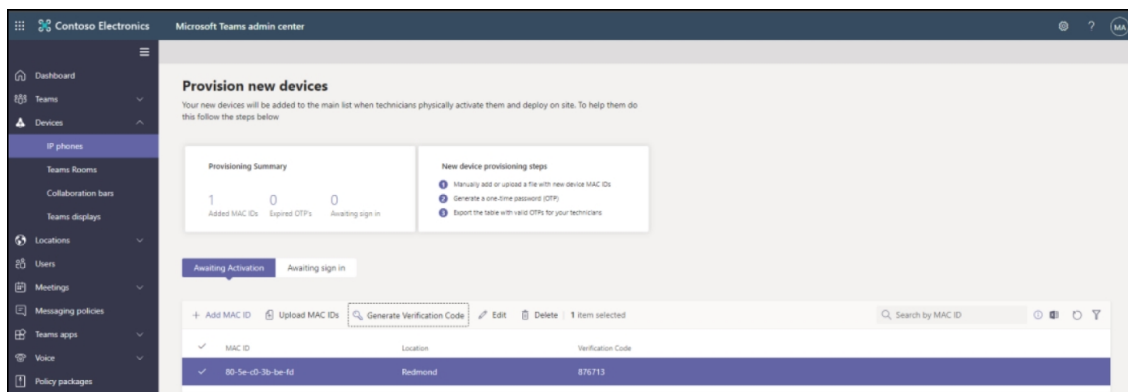 Contoso Electronics
Microsoft Teams admin center
?
MA
Dashboard
Teams
Devices
IP phones
Teams Rooms
Collaboration bars
Teams displays
Locations
Users
Meetings
Messaging policies
Teams apps
Voice
Policy packages
Provision new devices
Your new devices will be added to the main list when technicians physically activate them and deploy on site. To help them do
this follow the steps below
Provisioning Summary
1
Added MAC IDs
0
Expired OTP's
0
Awaiting sign in
New device provisioning steps
1 Manually add or upload a file with new device MAC IDs
2 Generate a one-time password (OTP)
3 Export the table with valid OTPs for your technicians
Awaiting Activation
Awaiting sign in
+ Add MAC ID
Upload MAC IDs
Generate Verification Code
Edit
Delete
1 item selected
Search by MAC ID
MAC ID
Location
Verification Code
80-5e-c0-3b-be-fd
Redmond
876713